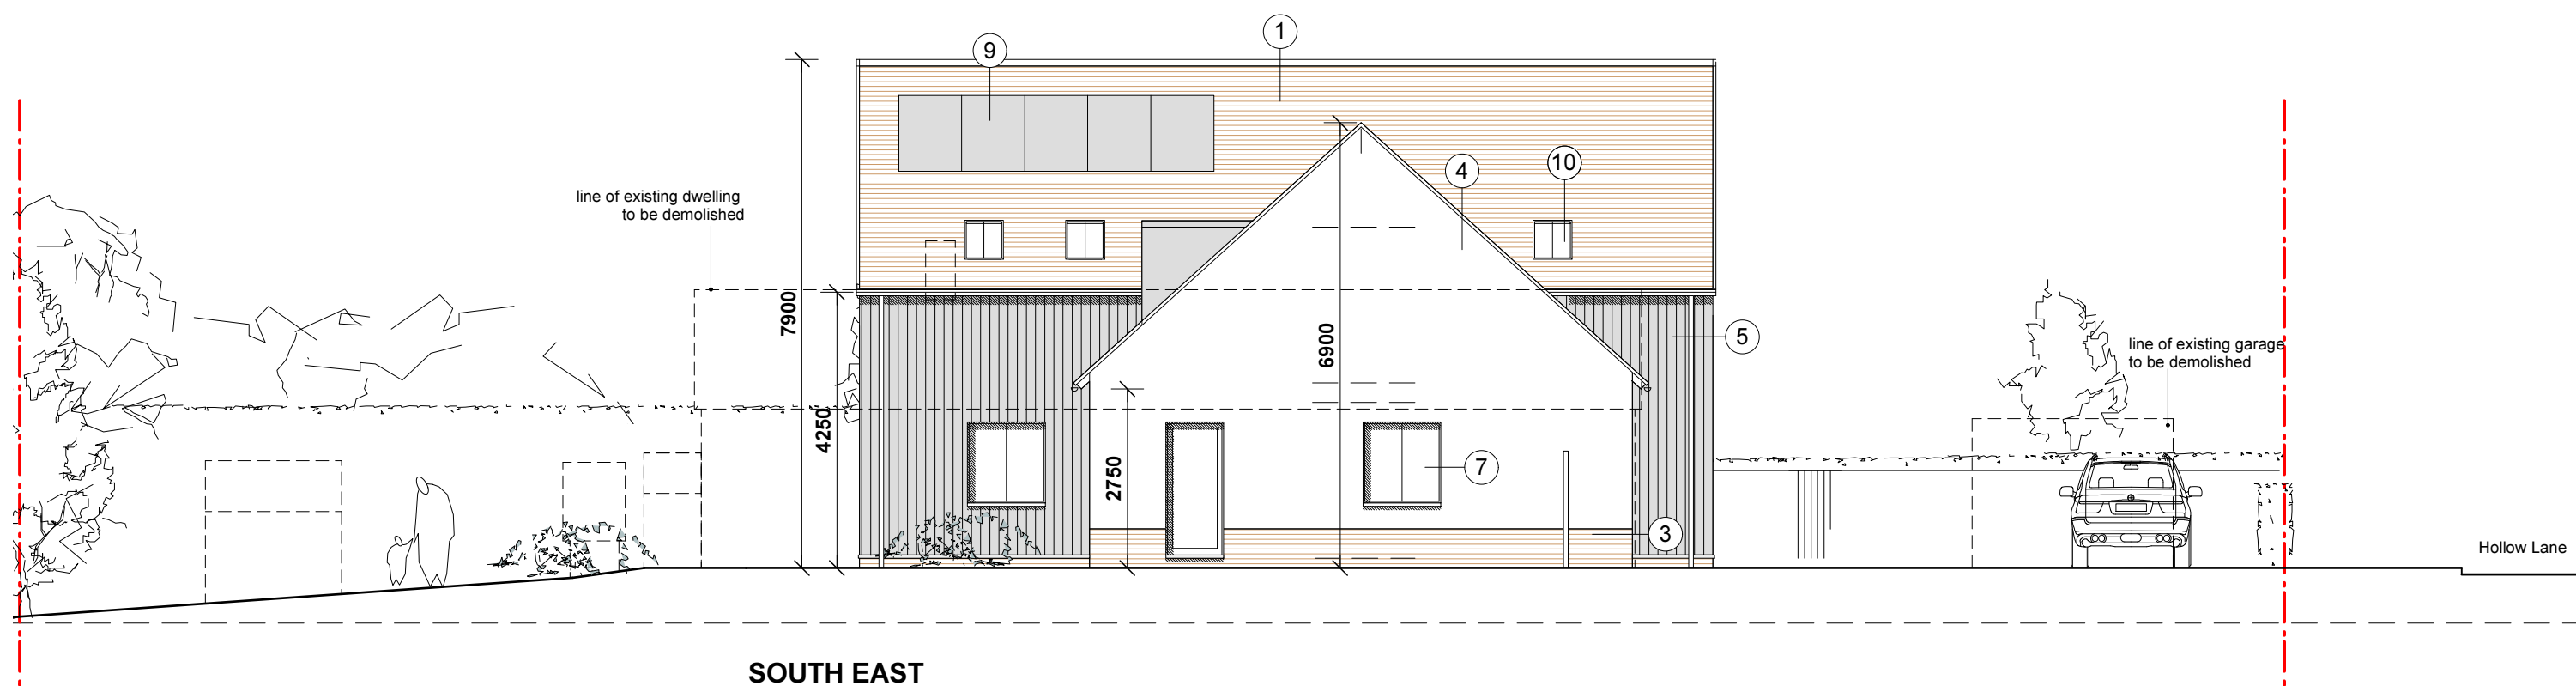 1
9
10
4
line of existing dwelling
to be demolished
7900
6900
5
line of existing garage
to be demolished
4250
2750
7
3
Hollow Lane
SOUTH EAST